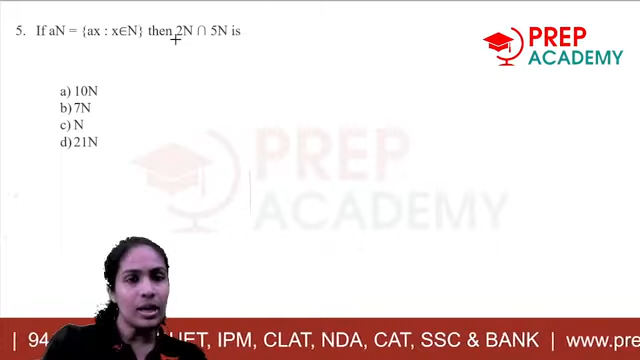 5. If aN = {ax : x∈N} then 2N ∩ 5N is
PREP
ACADEMY
a) 10N
b) 7N
c) N
d) 21N
PREP
ACADEMY
| 94 UET, IPM, CLAT, NDA, CAT, SSC & BANK | www.pre